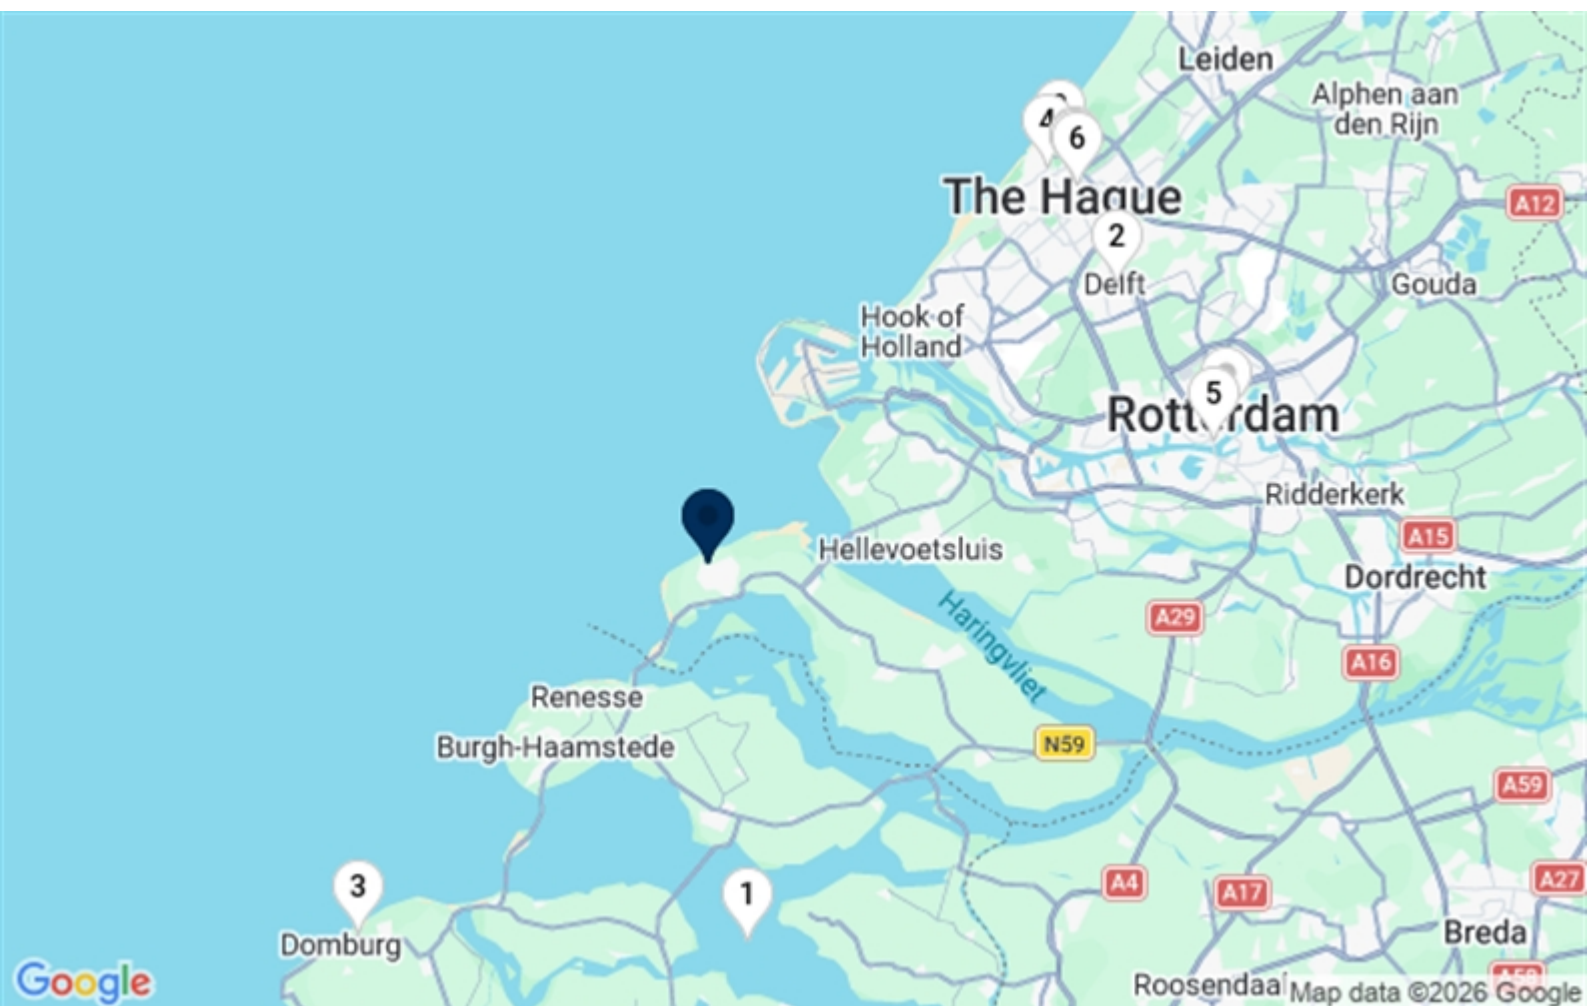 Leiden
Alphen aan
den Rijn
4
6
The Hague
A12
2
Delft
Gouda
Hook of
Holland
5
Rotterdam
Ridderkerk
A15
Hellevoetsluis
Dordrecht
Haringvliet
A29
A16
Renesse
Burgh-Haamstede
N59
A59
3
1
A4
A17
A27
Domburg
Breda
Google
Roosendaal
Map data ©2026 Google